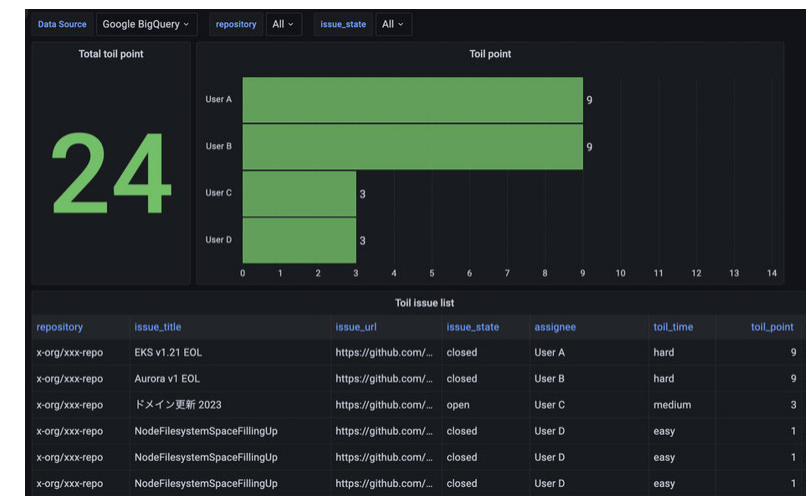 Data Source Google BigQuery repository All issue_state All
Total toil point
24
Toil point
User A 9
User B 9
User C 3
User D 3
0 1 2 3 4 5 6 7 8 9 10 11 12 13 14
Toil issue list
repository issue_title issue_url issue_state assignee toil_time toil_point
x-org/xxx-repo EKS v1.21 EOL https://github.com/... closed User A hard 9
x-org/xxx-repo Aurora v1 EOL https://github.com/... closed User B hard 9
x-org/xxx-repo ドメイン更新 2023 https://github.com/... open User C medium 3
x-org/xxx-repo NodeFilesystemSpaceFillingUp https://github.com/... closed User D easy 1
x-org/xxx-repo NodeFilesystemSpaceFillingUp https://github.com/... closed User D easy 1
x-org/xxx-repo NodeFilesystemSpaceFillingUp https://github.com/... closed User D easy 1